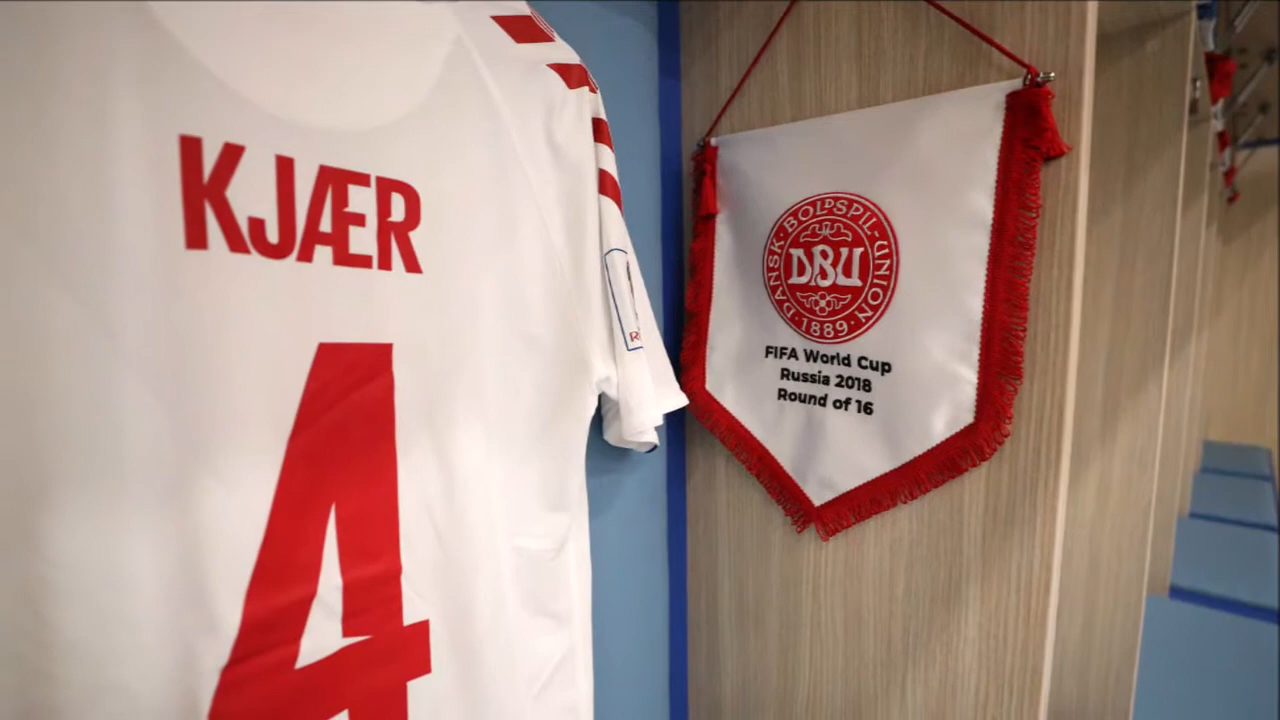 KJÆR
4
DANSK·BOLDSPIL-UNION
DBU
·1889·
FIFA World Cup
Russia 2018
Round of 16